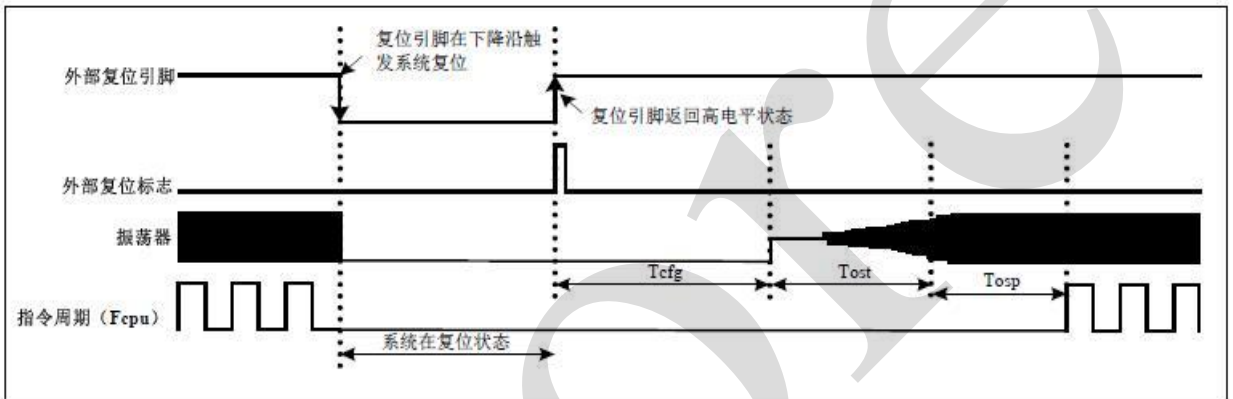 复位引脚在下降沿触
发系统复位
外部复位引脚
复位引脚返回高电平状态
外部复位标志
振荡器
Tcfg
Tost
Tosp
指令周期（Fcpu）
系统在复位状态